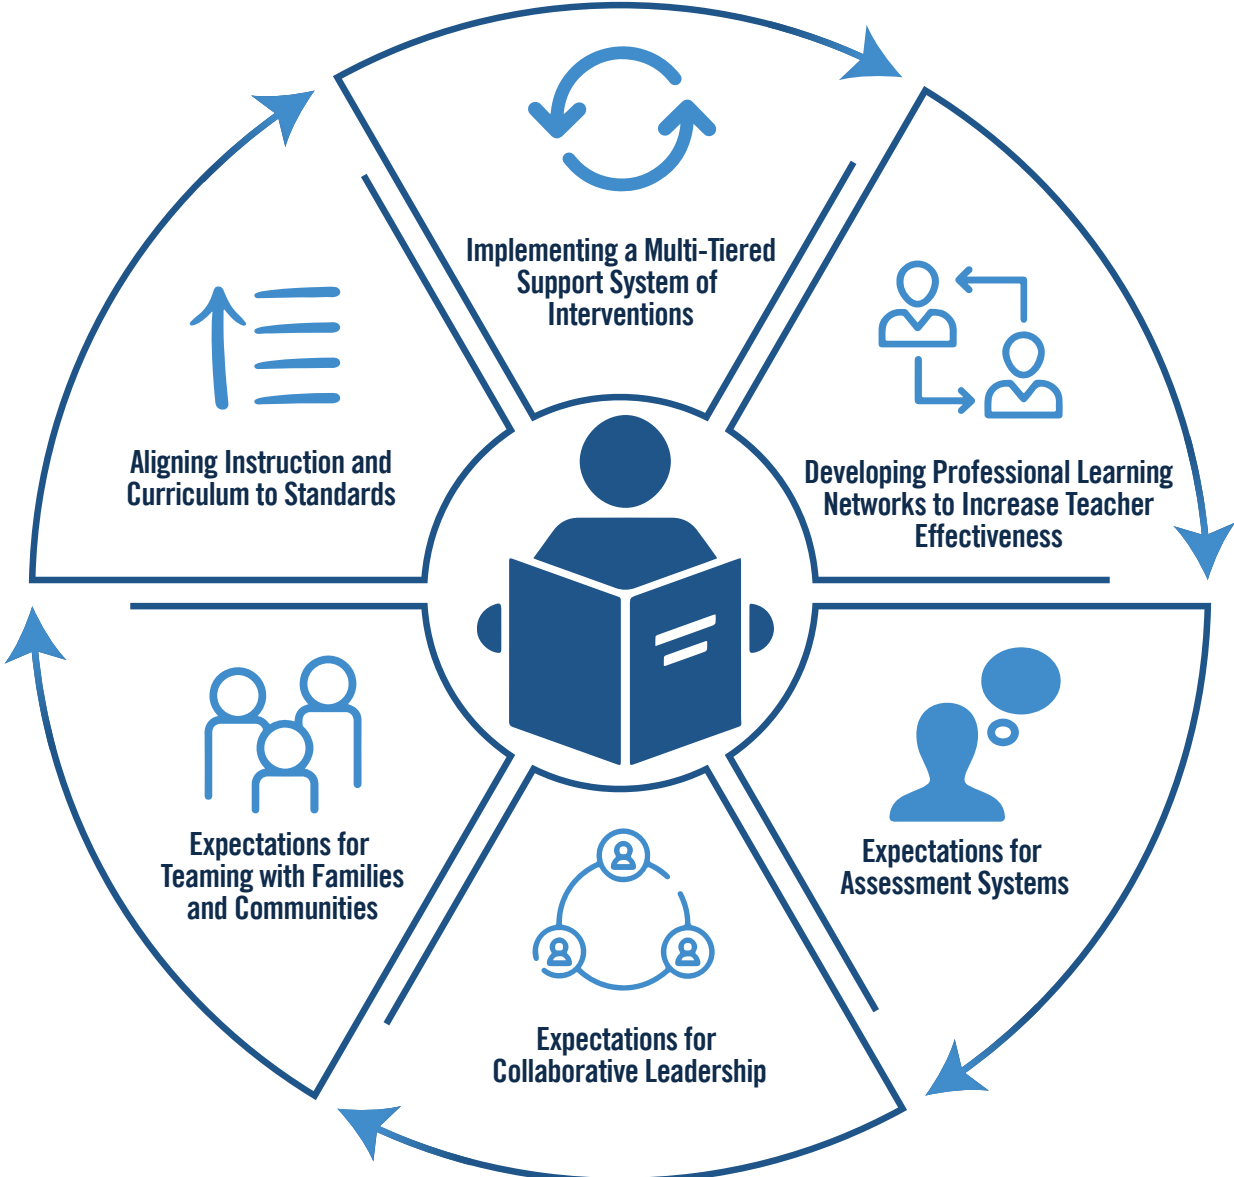 Implementing a Multi-Tiered
Support System of
Interventions
Developing Professional Learning
Networks to Increase Teacher
Effectiveness
Expectations for
Assessment Systems
Expectations for
Collaborative Leadership
Expectations for
Teaming with Families
and Communities
Aligning Instruction and
Curriculum to Standards